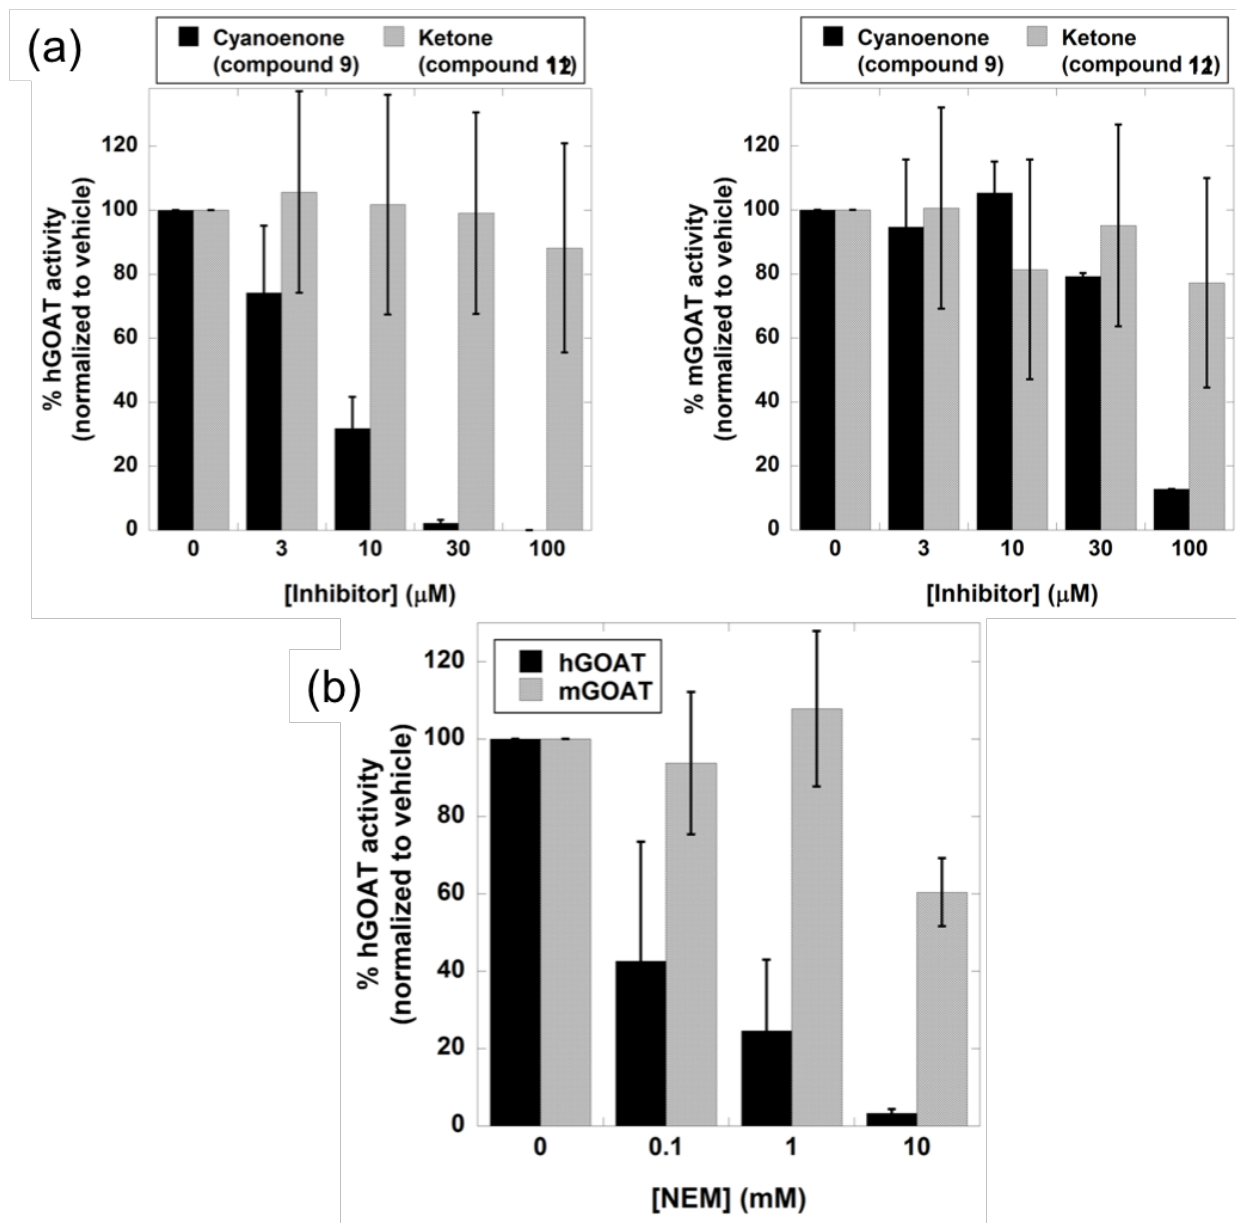 (a)
Cyanoenone Ketone
(compound 9) (compound 12)
% hGOAT activity
(normalized to vehicle)
120
100
80
60
40
20
0
0 3 10 30 100
[Inhibitor] (μM)
Cyanoenone Ketone
(compound 9) (compound 12)
% mGOAT activity
(normalized to vehicle)
120
100
80
60
40
20
0
0 3 10 30 100
[Inhibitor] (μM)
(b)
hGOAT
mGOAT
% hGOAT activity
(normalized to vehicle)
120
100
80
60
40
20
0
0 0.1 1 10
[NEM] (mM)